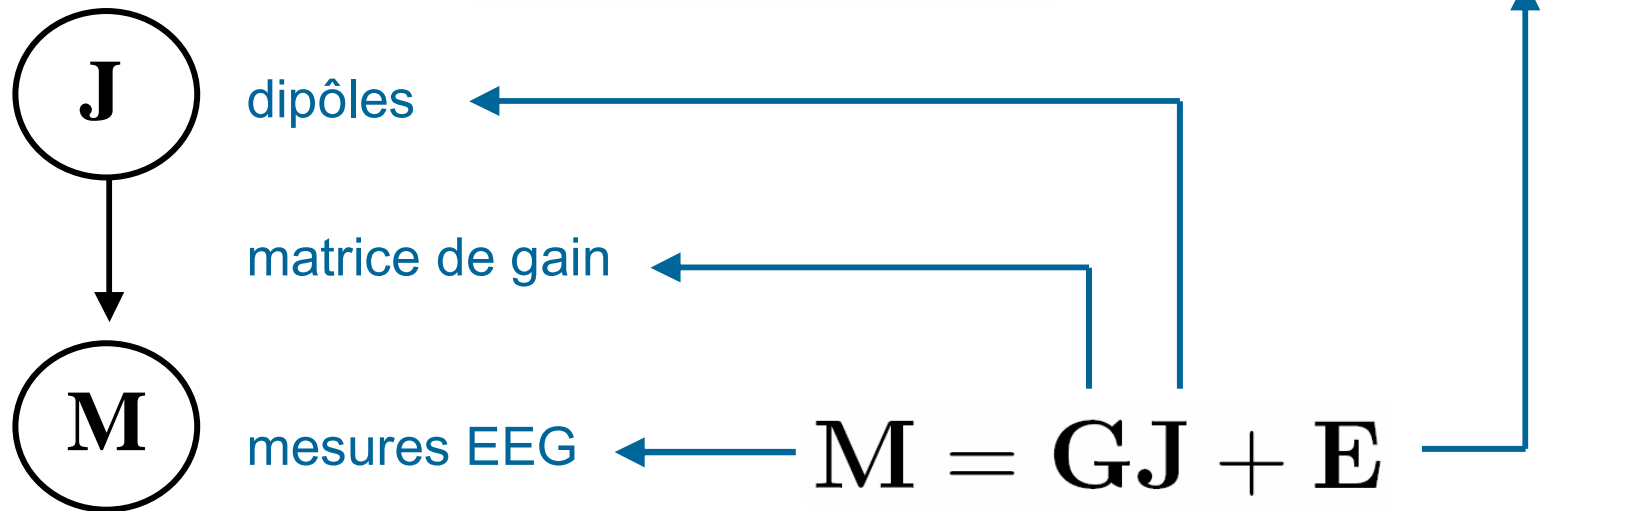 J
dipôles
matrice de gain
M
mesures EEG
M = GJ + E